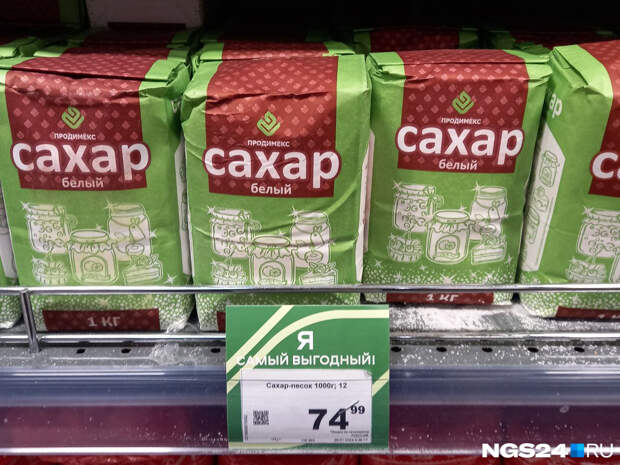 ПРОДИМЕКС
сахар
белый
ПРОДИМЕКС
сахар
белый
ПРОДИМЕКС
сахар
белый
сахар
1 КГ
1 КГ
Я
САМЫЙ ВЫГОДНЫЙ!
Сахар-песок 1000г; 12
74 99
NGS24.RU